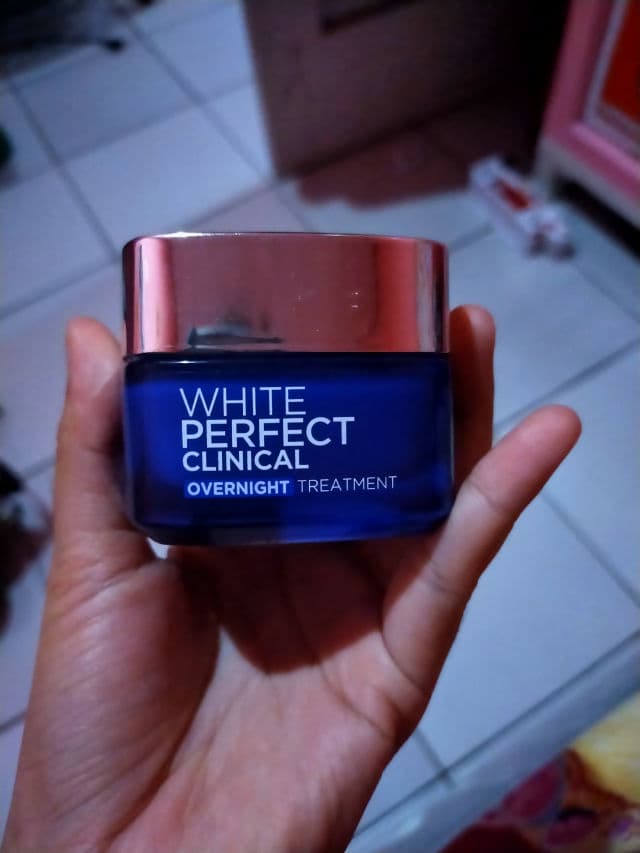 WHITE
PERFECT
CLINICAL
OVERNIGHT TREATMENT